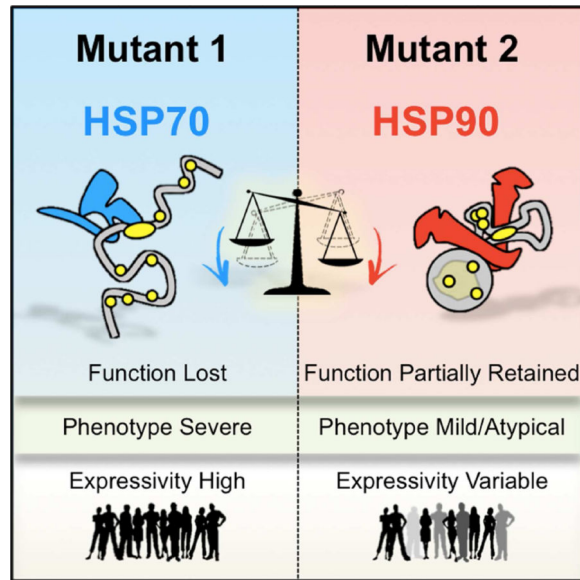 Mutant 1
Mutant 2
HSP70
HSP90
Function Lost
Function Partially Retained
Phenotype Severe
Phenotype Mild/Atypical
Expressivity High
Expressivity Variable